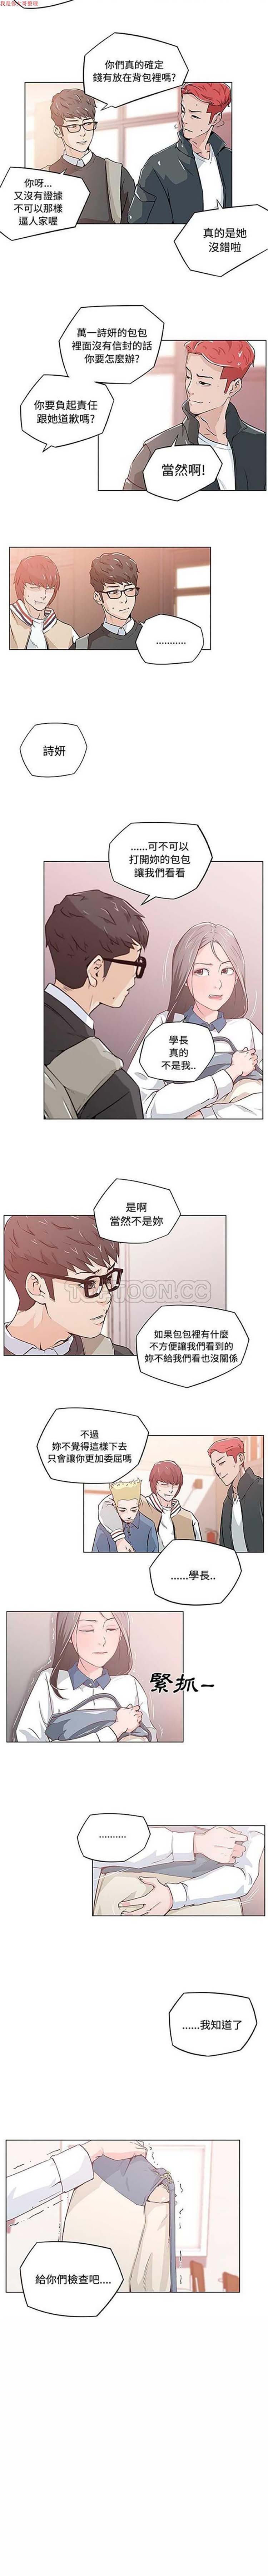 你們真的確定
錢有放在背包裡嗎?
你呀...
又沒有證據
不可以那樣
逼人家喔
真的是她
沒錯啦
萬一詩妍的包包
裡面沒有信封的話
你要怎麼辦?
你要負起責任
跟她道歉嗎?
當然啊!
...........
詩妍
......可不可以
打開妳的包包
讓我們看看
學長
真的
不是我..
是啊
當然不是妳
TOPTOON.CC
如果包包裡有什麼
不方便讓我們看到的
妳不給我們看也沒關係
不過
妳不覺得這樣下去
只會讓你更加委屈嗎
......學長..
緊抓–
..........
......我知道了
給你們檢查吧....